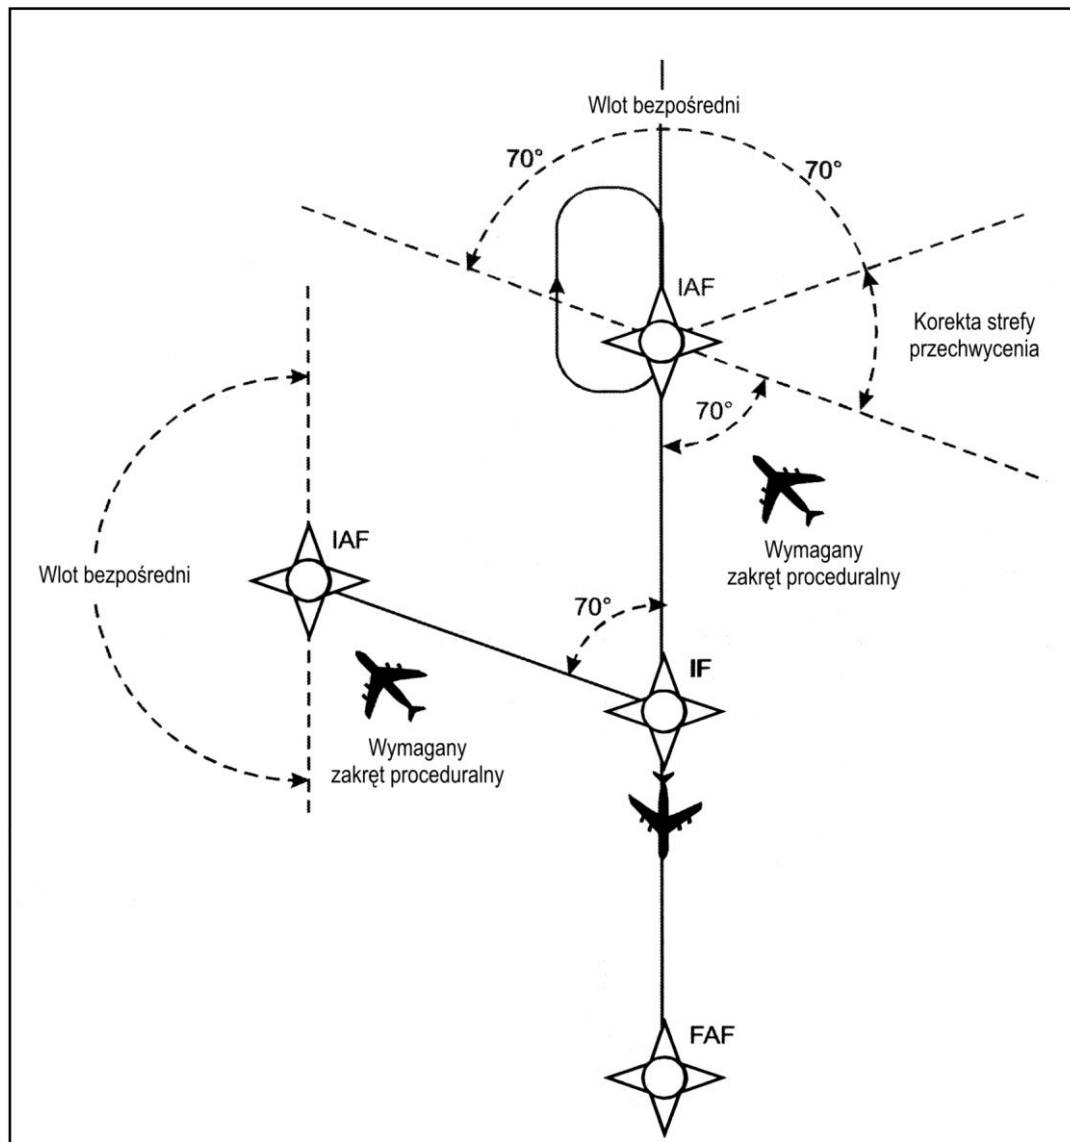 Wlot bezpośredni
70°
70°
IAF
Korekta strefy
przechwycenia
70°
IAF
Wlot bezpośredni
Wymagany
zakręt proceduralny
70°
IF
Wymagany
zakręt proceduralny
FAF